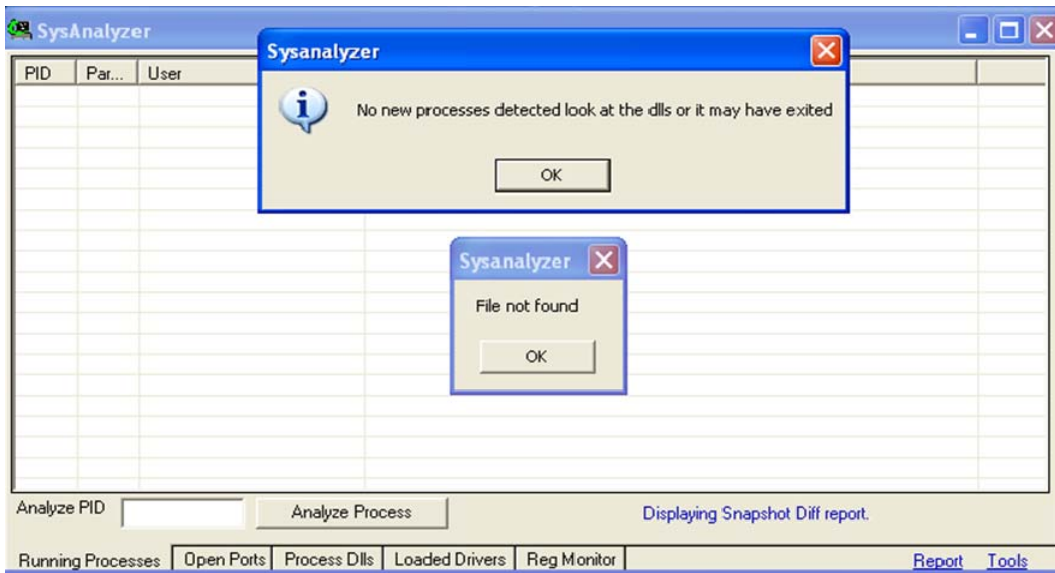 SysAnalyzer
Sysanalyzer
PID Par... User
No new processes detected look at the dlls or it may have exited
OK
Sysanalyzer
File not found
OK
Analyze PID Analyze Process Displaying Snapshot Diff report.
Running Processes Open Ports Process Dlls Loaded Drivers Reg Monitor Report Tools